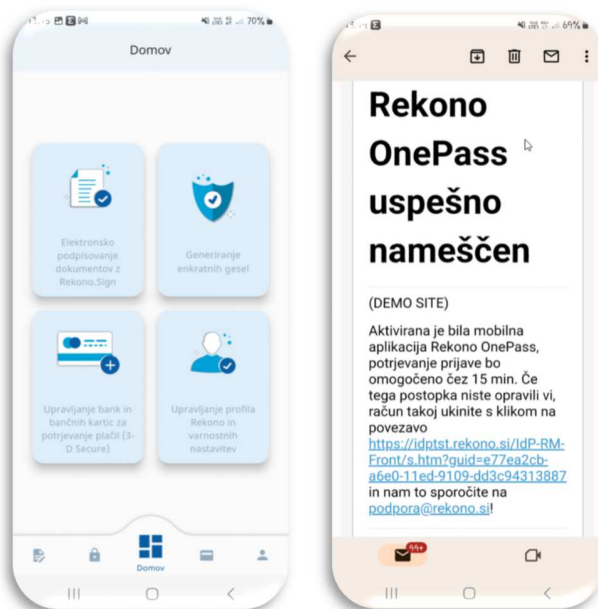 70%
Domov
Elektronsko
podpisovanje
dokumentov z
Rekono.Sign
Generiranje
enkratnih gesel
Upravljanje bank in
bančnih kartic za
potrjevanje plačil (3-
D Secure)
Upravljanje profila
Rekono in
varnostnih
nastavitev
Domov
69%
Rekono
OnePass
uspešno
nameščen
(DEMO SITE)
Aktivirana je bila mobilna
aplikacija Rekono OnePass,
potrjevanje prijave bo
omogočeno čez 15 min. Če
tega postopka niste opravili vi,
račun takoj ukinite s klikom na
povezavo
https://idptst.rekono.si/IdP-RM-
Front/s.htm?guid=e77ea2cb-
a6e0-11ed-9109-dd3c94313887
in nam to sporočite na
podpora@rekono.si!
99+